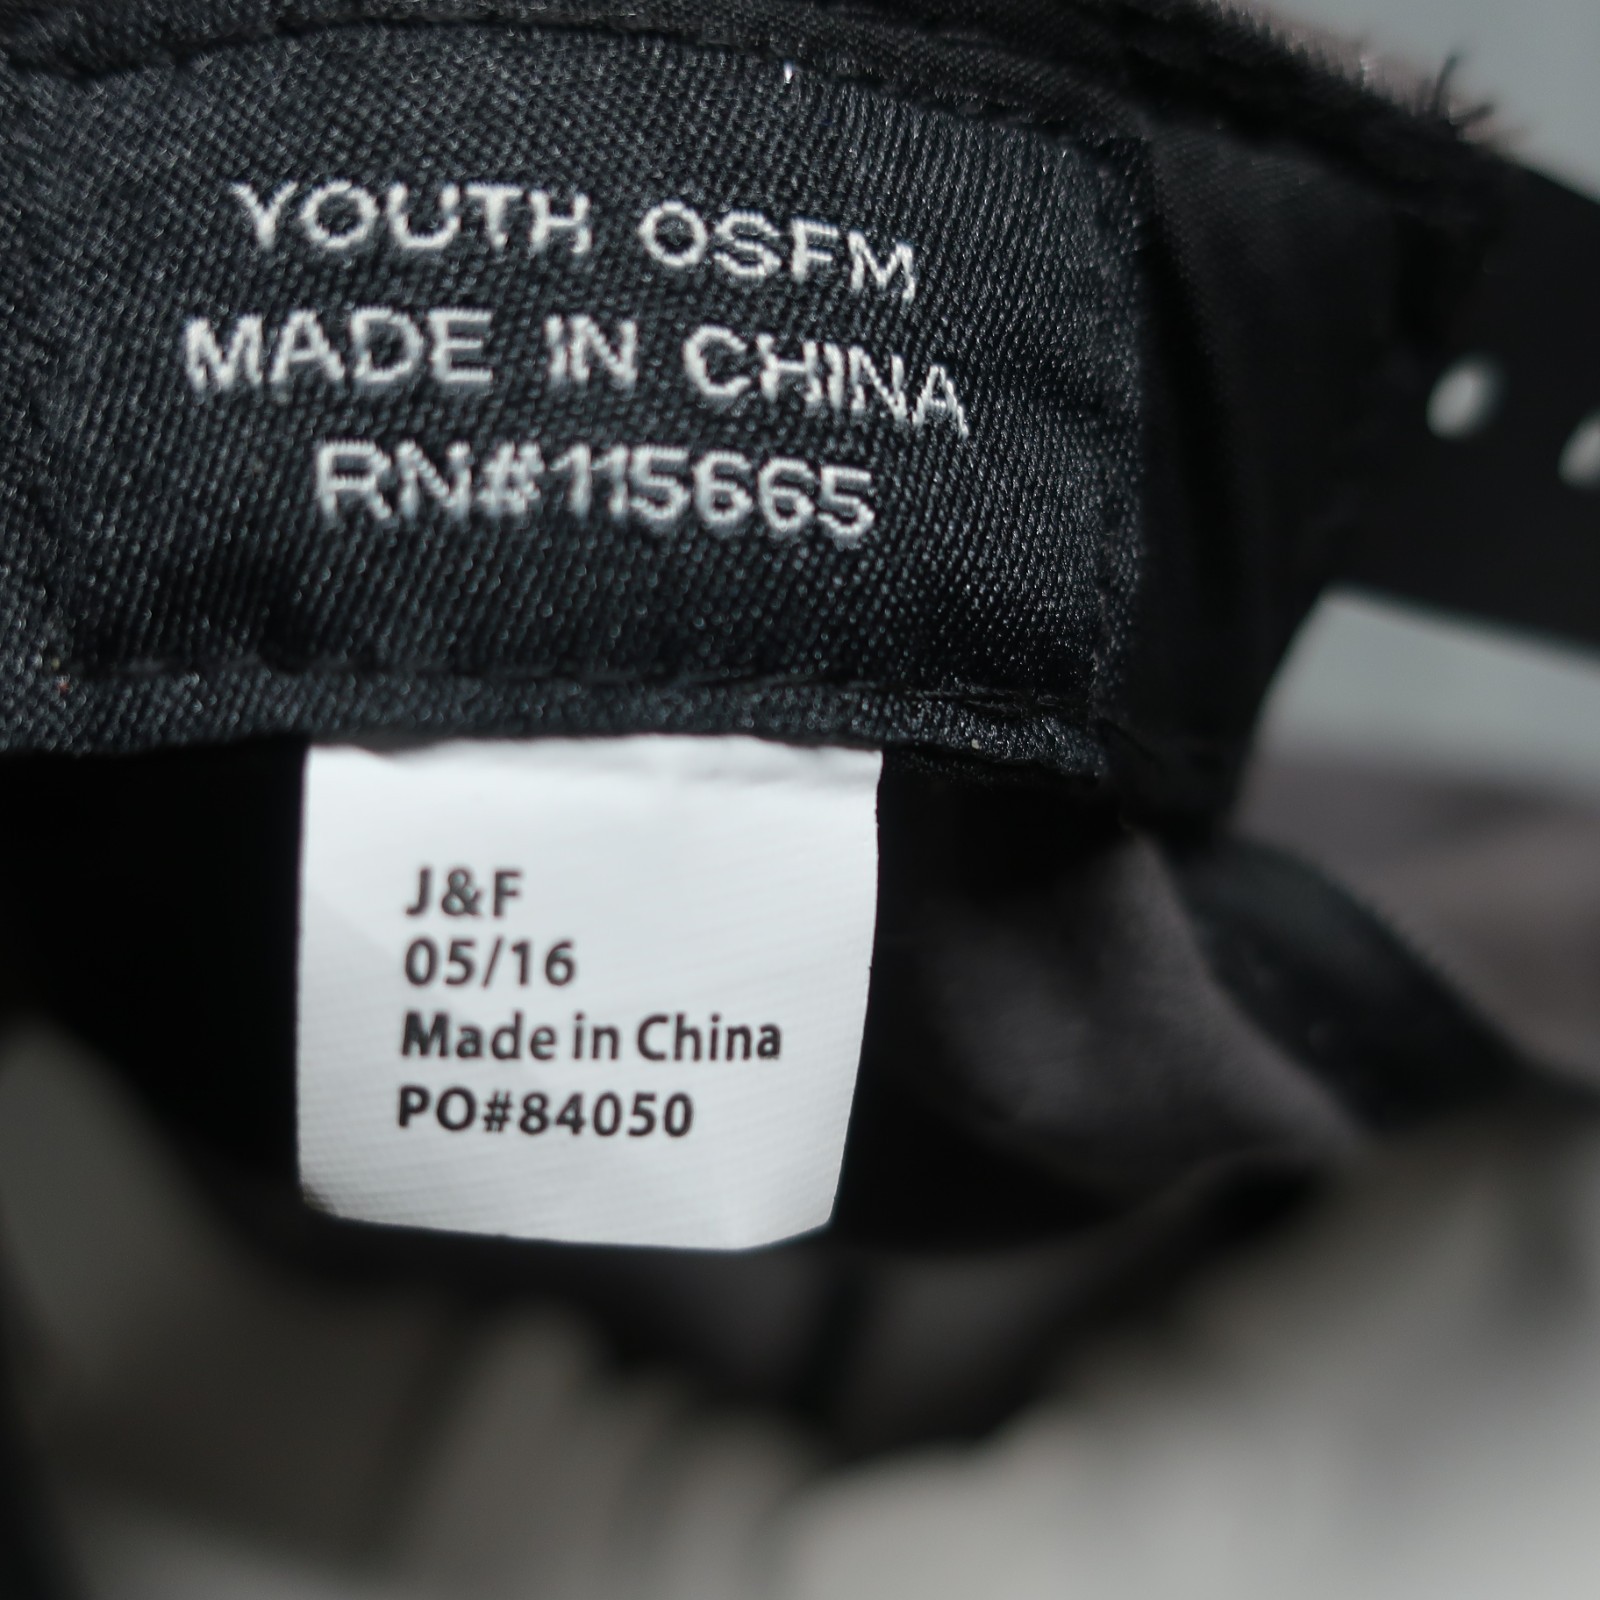 YOUTH OSFM
MADE IN CHINA
RN#115665
J&F
05/16
Made in China
PO#84050